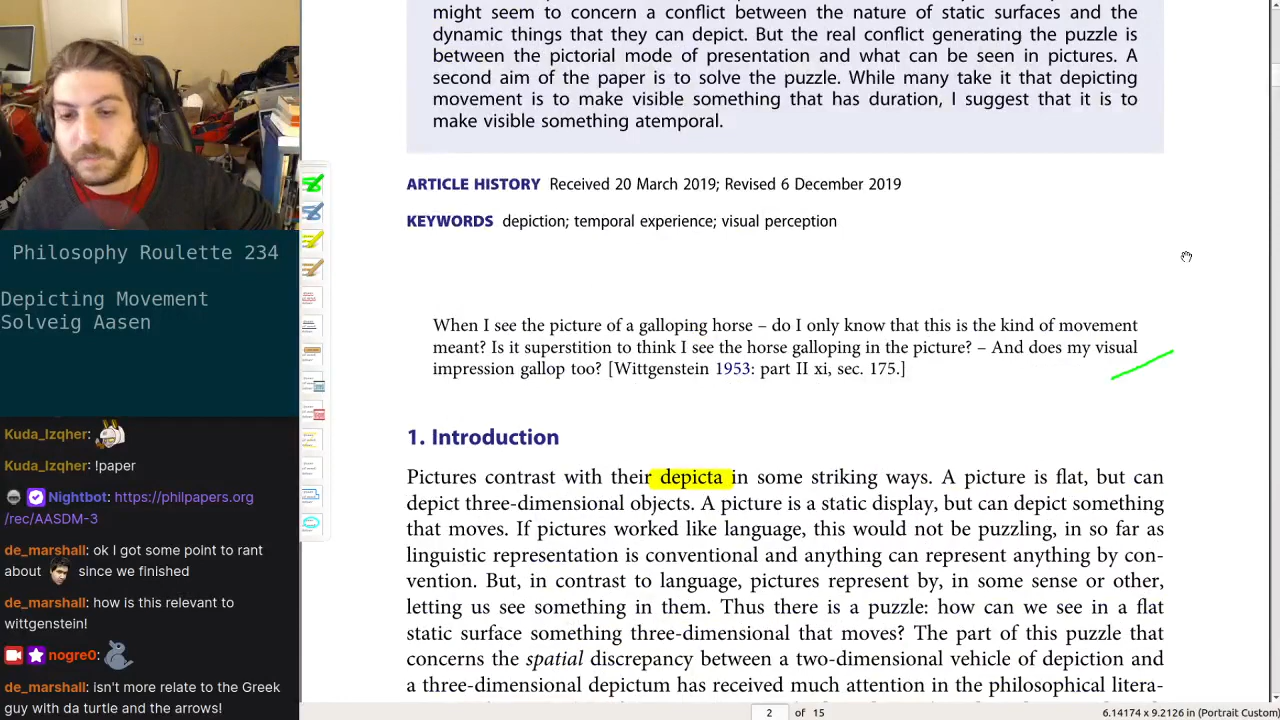 might seem to concern a conflict between the nature of static surfaces and the
dynamic things that they can depict. But the real conflict generating the puzzle is
between the pictorial mode of presentation and what can be seen in pictures. A
second aim of the paper is to solve the puzzle. While many take it that depicting
movement is to make visible something that has duration, I suggest that it is to
make visible something atemporal.
ARTICLE HISTORY Received 20 March 2019; Revised 6 December 2019
KEYWORDS depiction; temporal experience; visual perception
When I see the picture of a galloping horse – do I only know that this is the kind of movement
meant? Is it superstition to think I see the horse galloping in the picture? – And does my visual
impression gallop too? [Wittgenstein 1953: part II xi, sec. 175.]
1. Introduction
Pictures contrast with their depicta in some striking ways. A picture is flat, but can
depict three-dimensional objects. A picture is a static display, but can depict something
that moves. If pictures worked like language, this would not be puzzling, in so far as
linguistic representation is conventional and anything can represent anything by con-
vention. But, in contrast to language, pictures represent by, in some sense or other,
letting us see something in them. Thus there is a puzzle: how can we see in a flat
static surface something three-dimensional that moves? The part of this puzzle that
concerns the spatial discrepancy between a two-dimensional vehicle of depiction and
a three-dimensional depictum has received much attention in the philosophical litera-
2 of 15
6.14174 x 9.2126 in (Portrait Custom)
Philosophy Roulette 234
Depicting Movement
Solveig Aasen
Kuda_zqher:
Kuda_zqher: !paper
Nightbot: https://philpapers.org
/rec/AASDM-3
de_marshall: ok I got some point to rant
about since we finished
de_marshall: how is this relevant to
wittgenstein!
nogre0:
de_marshall: isn't more relate to the Greek
guy with da turtle and the arrows!